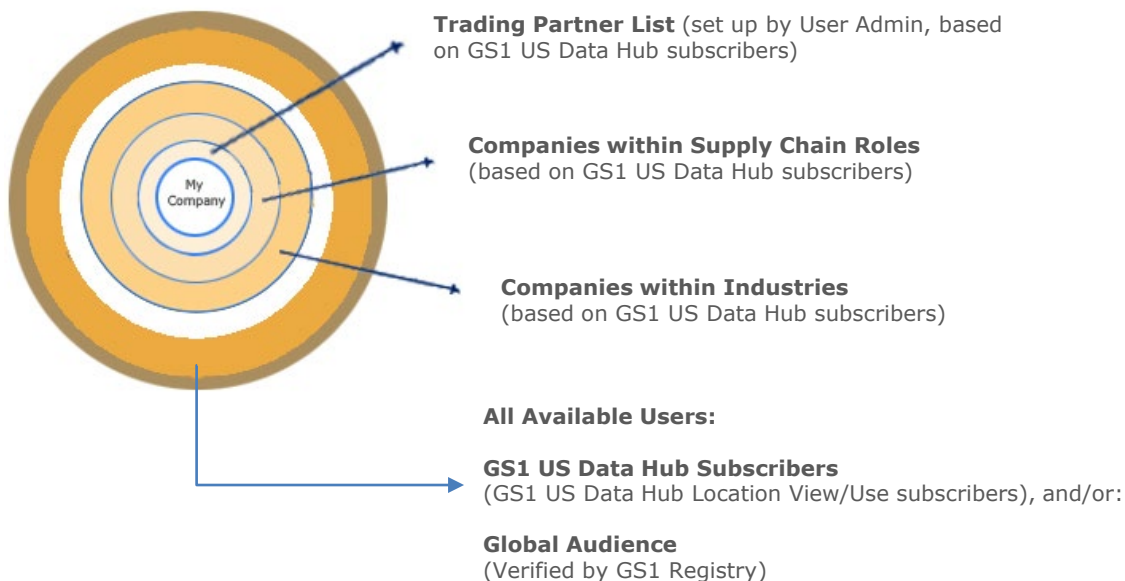 Trading Partner List (set up by User Admin, based
on GS1 US Data Hub subscribers)
Companies within Supply Chain Roles
(based on GS1 US Data Hub subscribers)
My
Company
Companies within Industries
(based on GS1 US Data Hub subscribers)
All Available Users:
GS1 US Data Hub Subscribers
(GS1 US Data Hub Location View/Use subscribers), and/or:
Global Audience
(Verified by GS1 Registry)